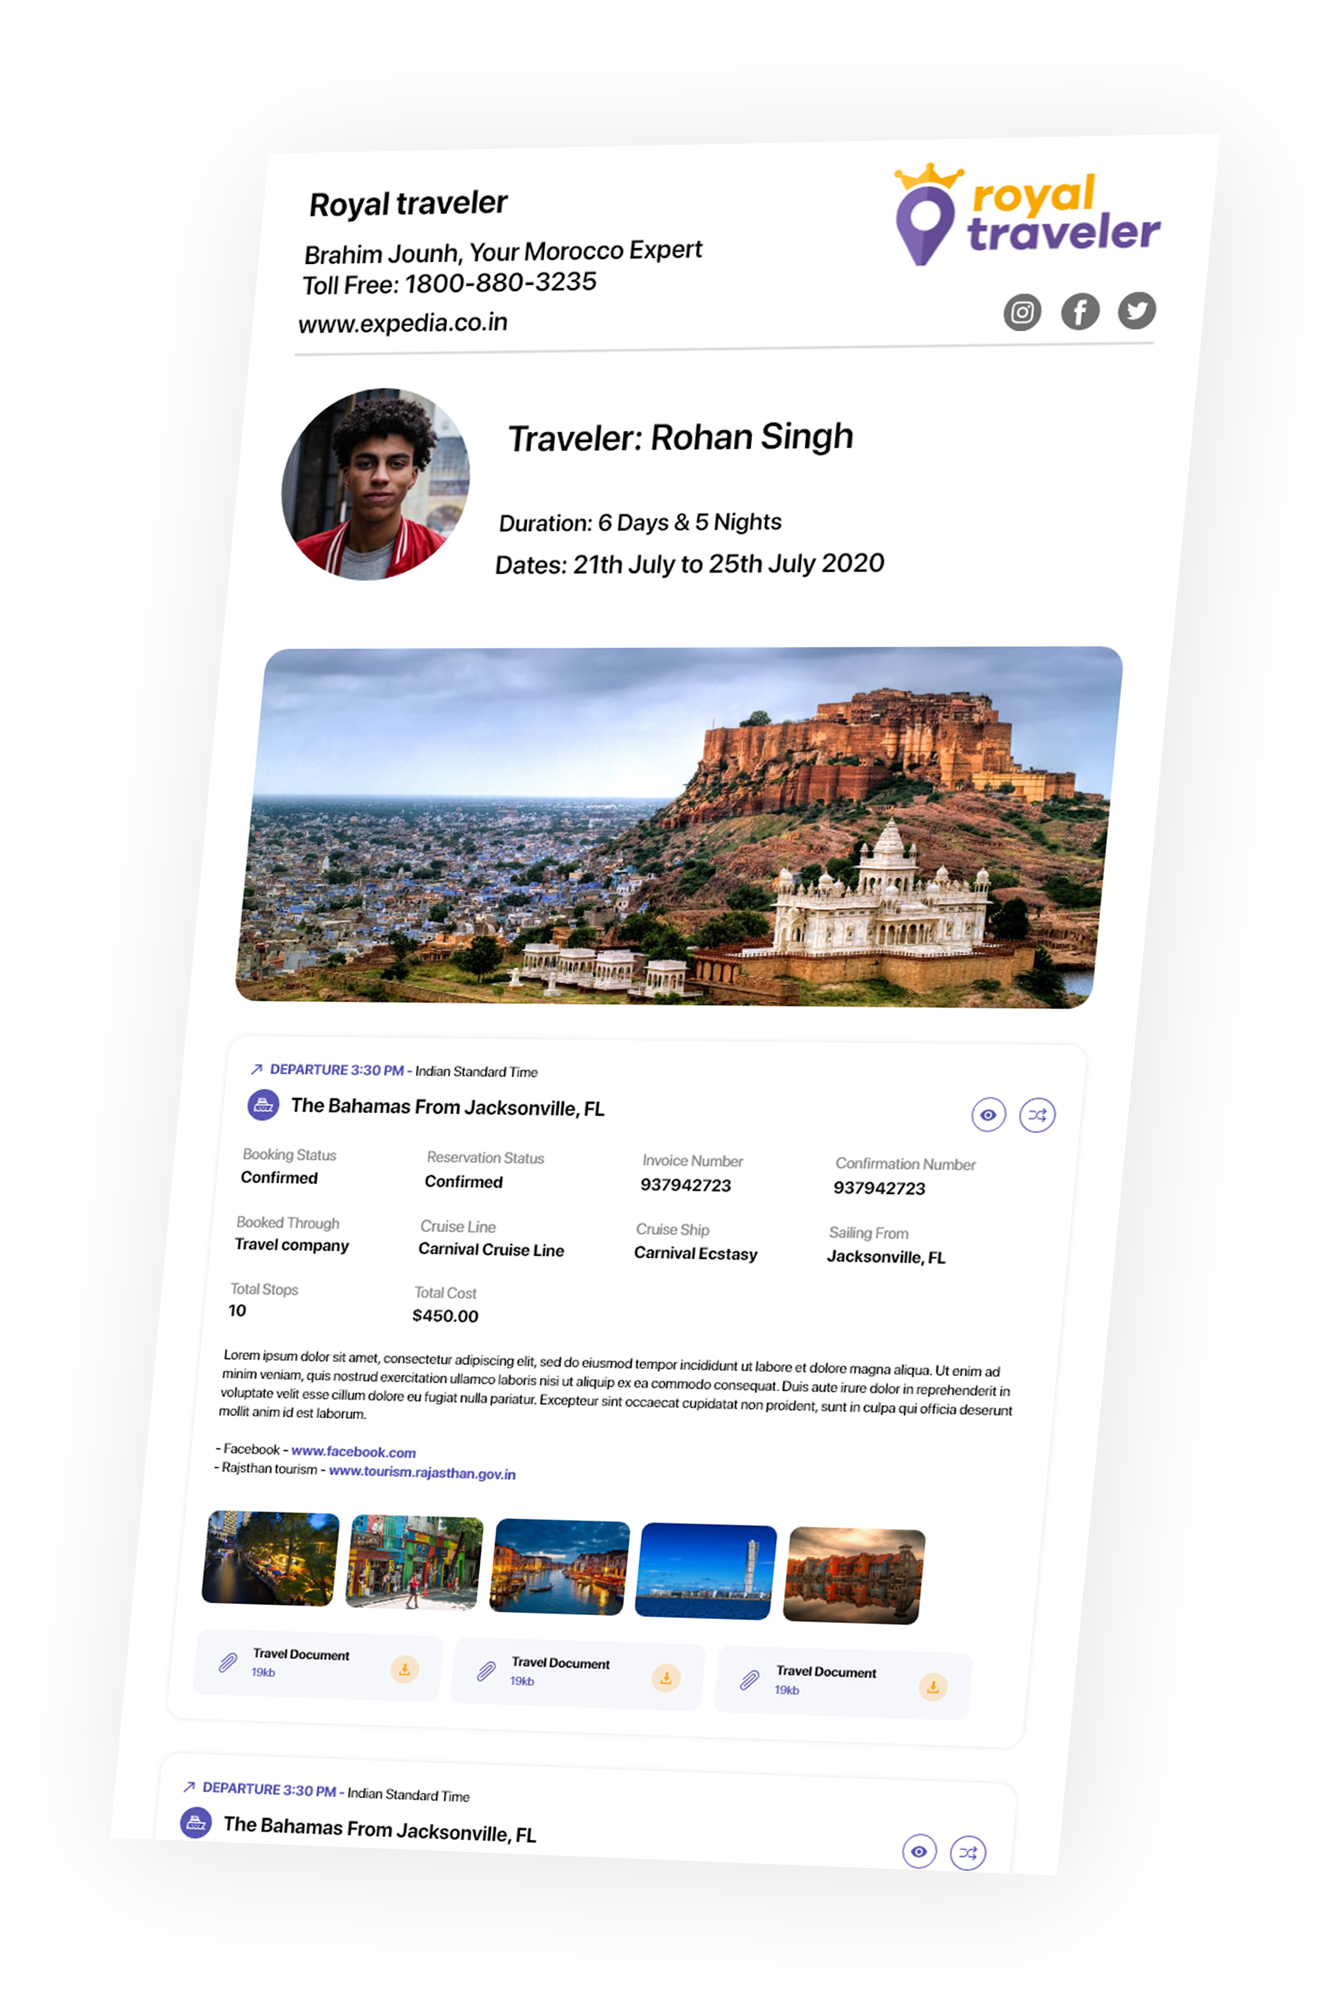 Royal traveler
royal
traveler
Brahim Jounh, Your Morocco Expert
Toll Free: 1800-880-3235
www.expedia.co.in
Traveler: Rohan Singh
Duration: 6 Days & 5 Nights
Dates: 21th July to 25th July 2020
DEPARTURE 3:30 PM - Indian Standard Time
The Bahamas From Jacksonville, FL
Booking Status Reservation Status Invoice Number Confirmation Number
Confirmed Confirmed 937942723 937942723
Booked Through Cruise Line Cruise Ship Sailing From
Travel company Carnival Cruise Line Carnival Ecstasy Jacksonville, FL
Total Stops Total Cost
10 $450.00
Lorem ipsum dolor sit amet, consectetur adipiscing elit, sed do eiusmod tempor incididunt ut labore et dolore magna aliqua. Ut enim ad
minim veniam, quis nostrud exercitation ullamco laboris nisi ut aliquip ex ea commodo consequat. Duis aute irure dolor in reprehenderit in
voluptate velit esse cillum dolore eu fugiat nulla pariatur. Excepteur sint occaecat cupidatat non proident, sunt in culpa qui officia deserunt
mollit anim id est laborum.
- Facebook - www.facebook.com
- Rajsthan tourism - www.tourism.rajasthan.gov.in
Travel Document Travel Document Travel Document
19kb 19kb 19kb
DEPARTURE 3:30 PM - Indian Standard Time
The Bahamas From Jacksonville, FL